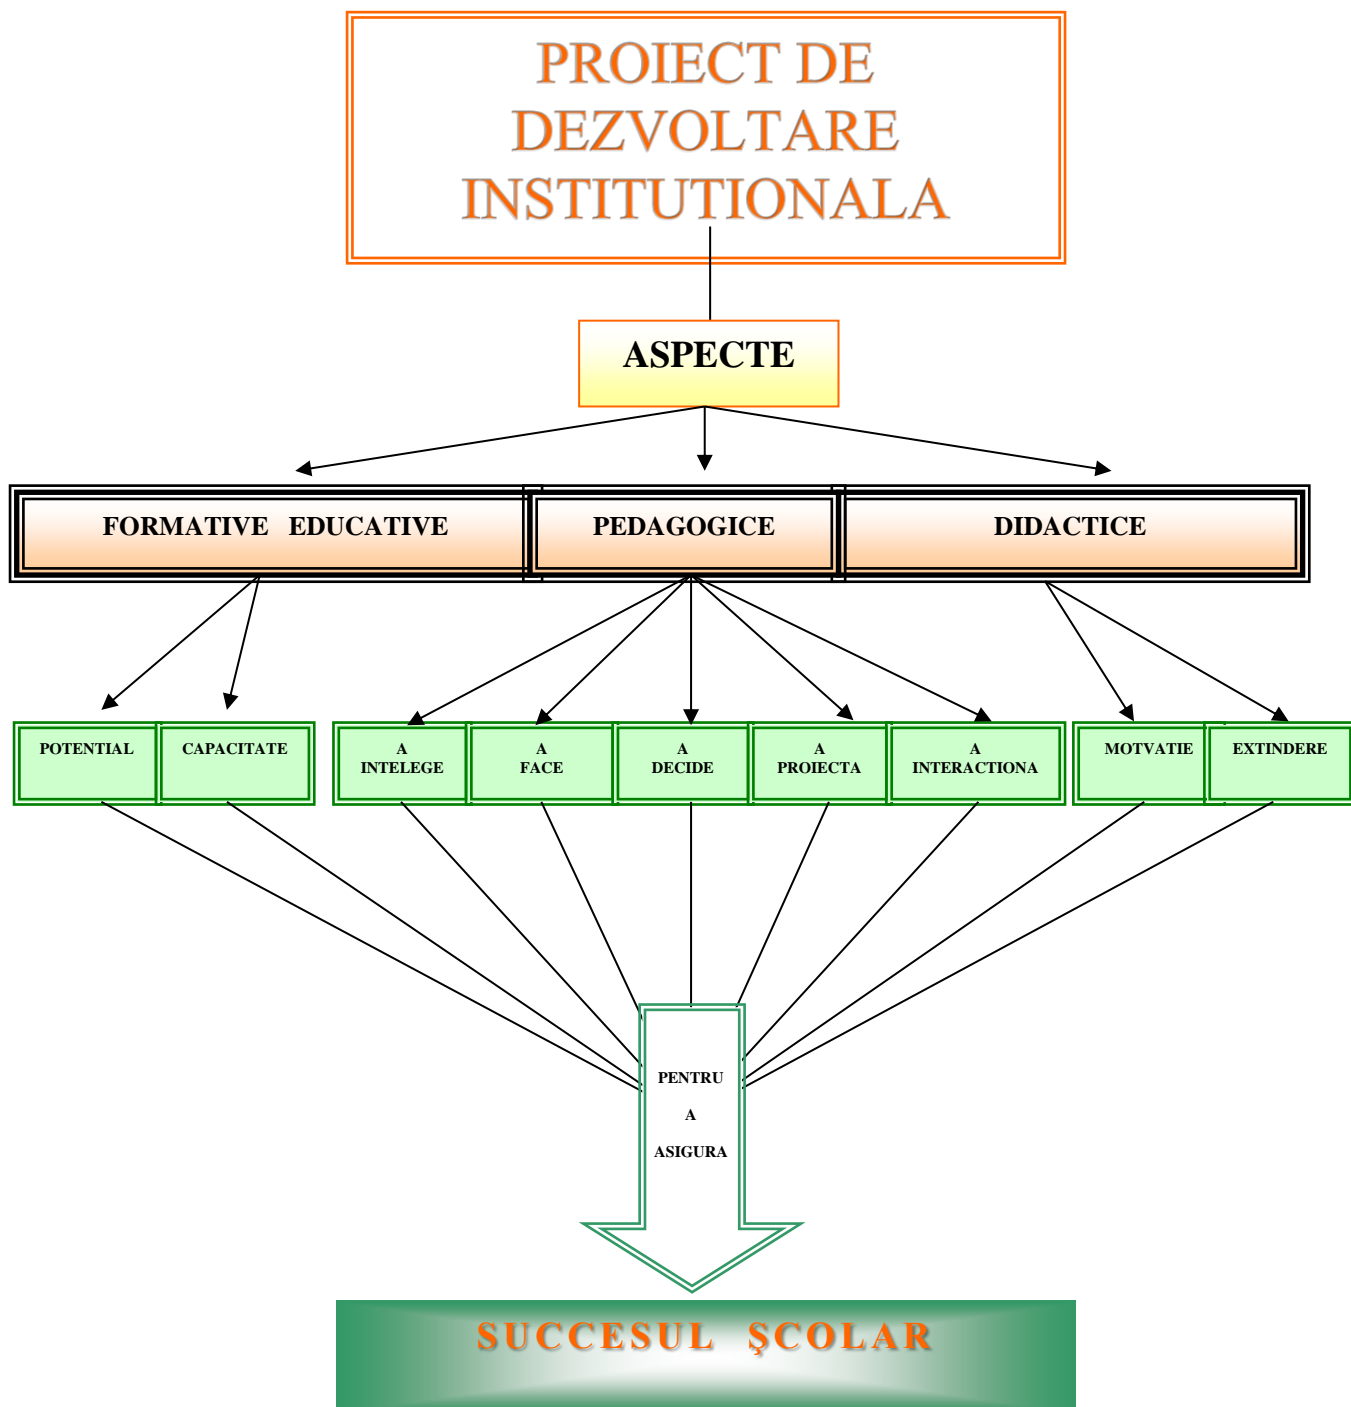 PROIECT DE
DEZVOLTARE
INSTITUTIONALA
ASPECTE
FORMATIVE EDUCATIVE
PEDAGOGICE
DIDACTICE
POTENTIAL
CAPACITATE
A
INTELEGE
A
FACE
A
DECIDE
A
PROIECTA
A
INTERACTIONA
MOTVATIE
EXTINDERE
PENTRU
A
ASIGURA
SUCCESUL ŞCOLAR